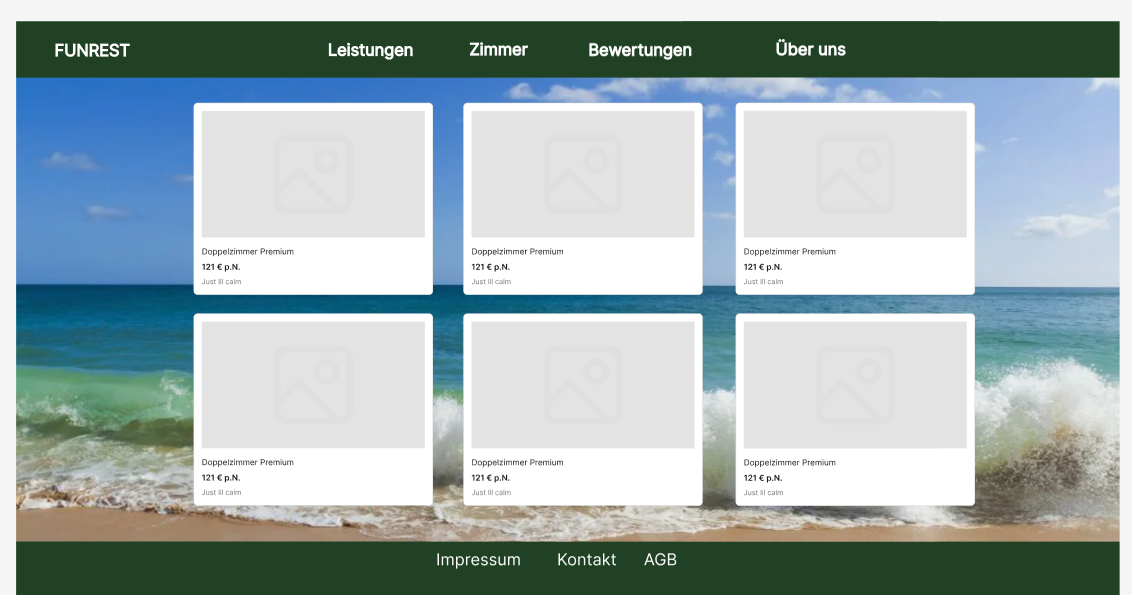 FUNREST Leistungen Zimmer Bewertungen Über uns
Doppelzimmer Premium
121 € p.N.
Just lil calm
Doppelzimmer Premium
121 € p.N.
Just lil calm
Doppelzimmer Premium
121 € p.N.
Just lil calm
Doppelzimmer Premium
121 € p.N.
Just lil calm
Doppelzimmer Premium
121 € p.N.
Just lil calm
Doppelzimmer Premium
121 € p.N.
Just lil calm
Impressum Kontakt AGB